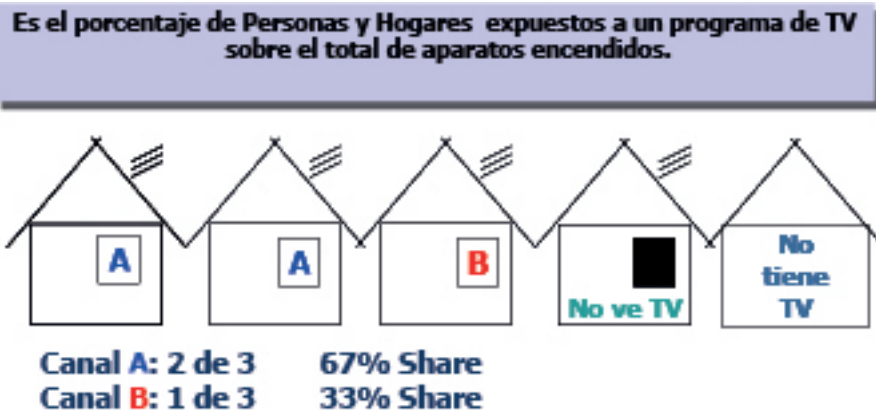 Es el porcentaje de Personas y Hogares expuestos a un programa de TV
sobre el total de aparatos encendidos.
A
A
B
No ve TV
No
tiene
TV
Canal A: 2 de 3 67% Share
Canal B: 1 de 3 33% Share